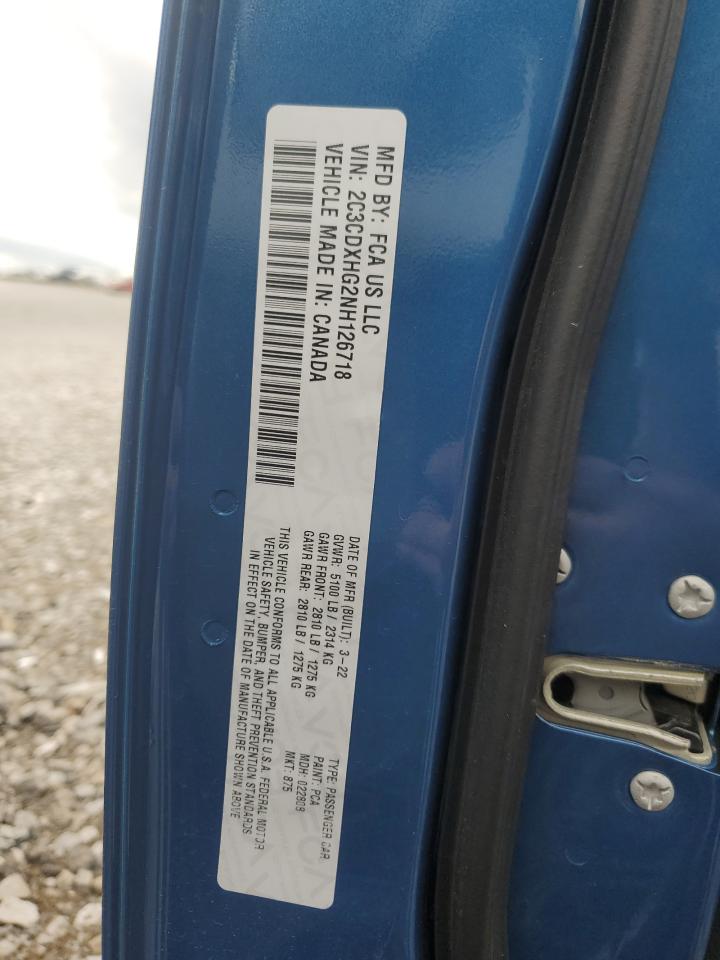 MFD BY: FCA US LLC
VIN: 2C3CDXHG2NH126718
VEHICLE MADE IN: CANADA
DATE OF MFR (BUILT): 3-22
GVWR: 5100 LB / 2314 KG
GAWR FRONT: 2810 LB / 1275 KG
GAWR REAR: 2810 LB / 1275 KG
THIS VEHICLE CONFORMS TO ALL APPLICABLE U.S.A. FEDERAL MOTOR
VEHICLE SAFETY, BUMPER, AND THEFT PREVENTION STANDARDS
IN EFFECT ON THE DATE OF MANUFACTURE SHOWN ABOVE
TYPE: PASSENGER CAR
PAINT: PCA
MDH: 022809
MKT: 875